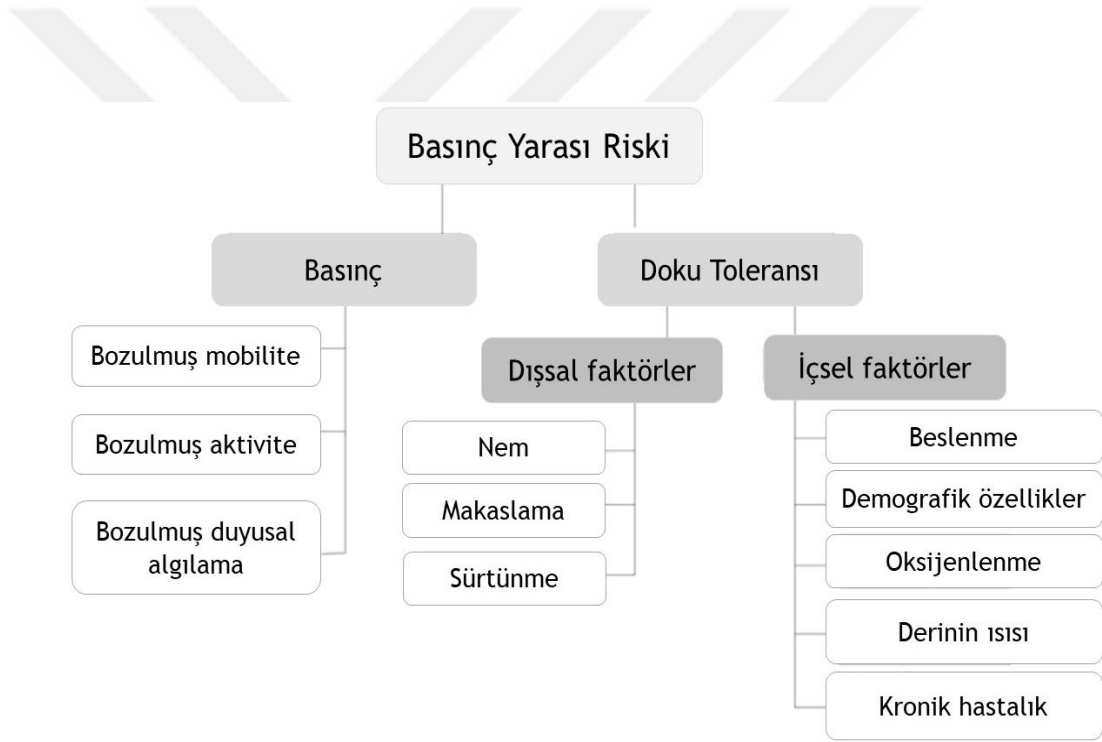 Basınç Yarası Riski
Basınç
Bozulmuş mobilite
Bozulmuş aktivite
Bozulmuş duyusal
algılama
Doku Toleransı
Dışsal faktörler
Nem
Makaslama
Sürtünme
İçsel faktörler
Beslenme
Demografik özellikler
Oksijenlenme
Derinin ısısı
Kronik hastalık